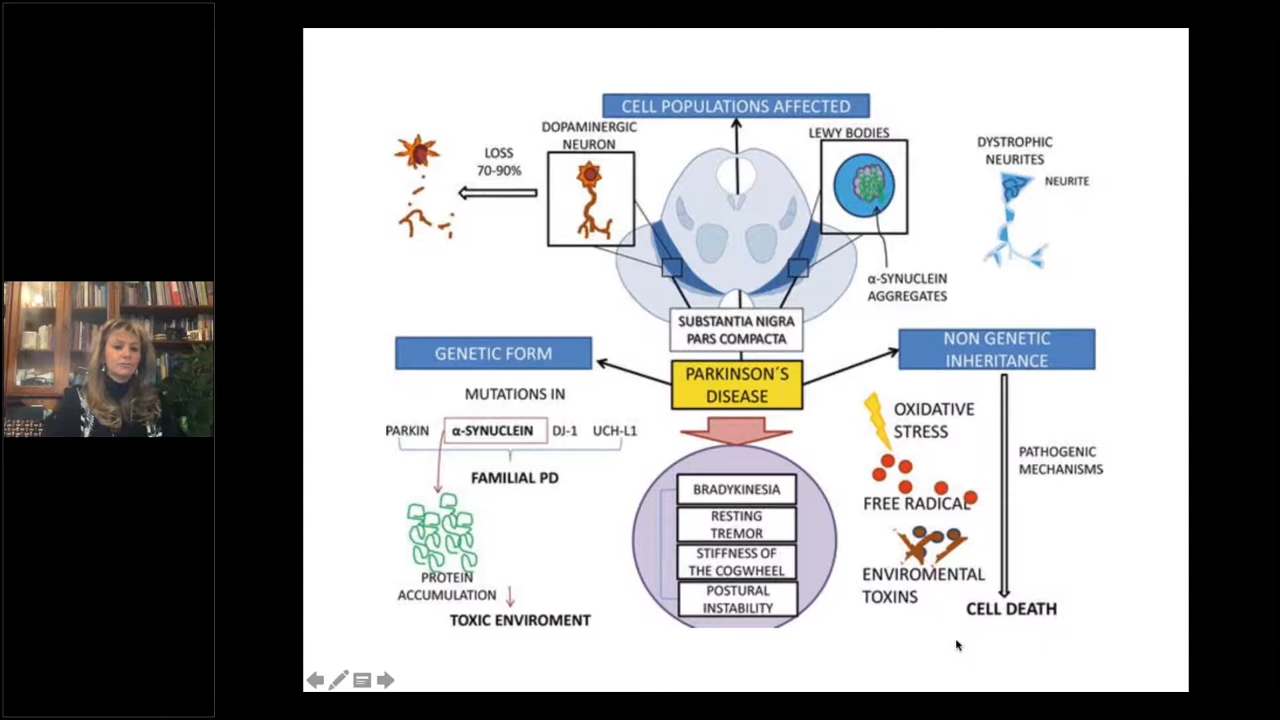 CELL POPULATIONS AFFECTED
DOPAMINERGIC
NEURON
LOSS
70-90%
LEWY BODIES
DYSTROPHIC
NEURITES
NEURITE
α-SYNUCLEIN
AGGREGATES
SUBSTANTIA NIGRA
PARS COMPACTA
PARKINSON´S
DISEASE
GENETIC FORM
MUTATIONS IN
PARKIN α-SYNUCLEIN DJ-1 UCH-L1
FAMILIAL PD
PROTEIN
ACCUMULATION
TOXIC ENVIROMENT
BRADYKINESIA
RESTING
TREMOR
STIFFNESS OF
THE COGWHEEL
POSTURAL
INSTABILITY
NON GENETIC
INHERITANCE
OXIDATIVE
STRESS
PATHOGENIC
MECHANISMS
FREE RADICAL
ENVIROMENTAL
TOXINS
CELL DEATH